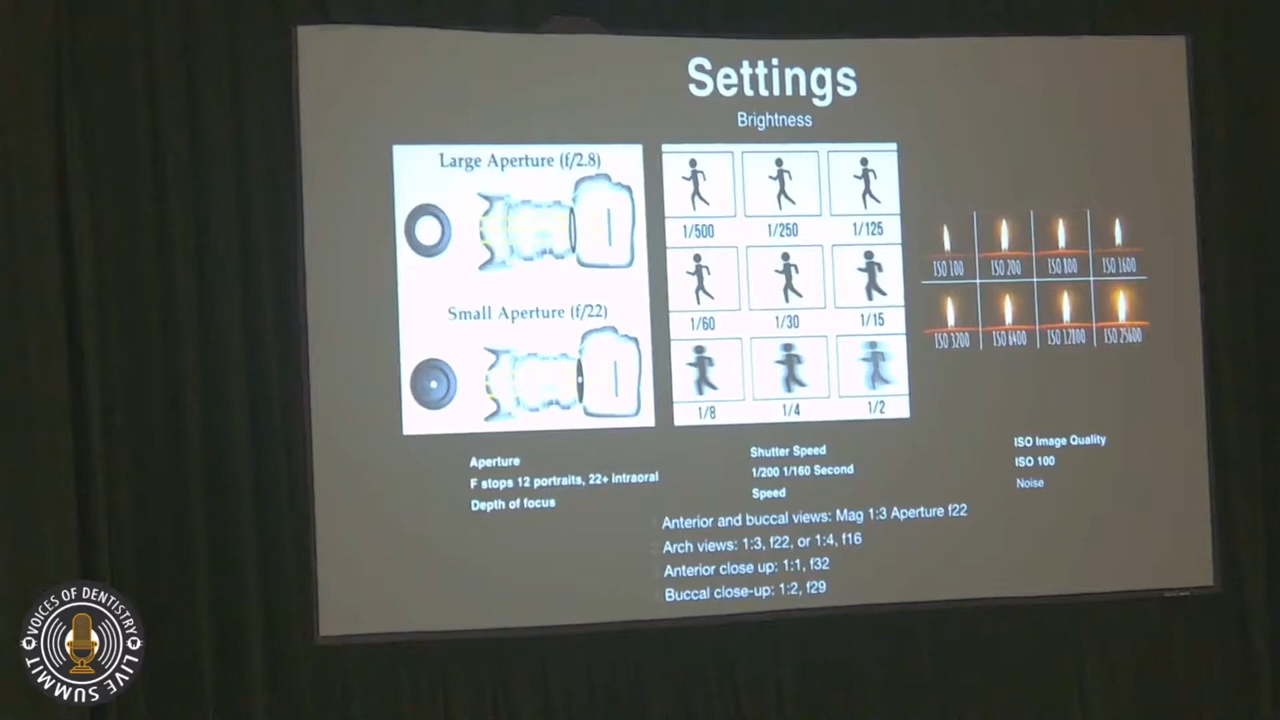 Settings
Brightness
Large Aperture (f/2.8)
Small Aperture (f/22)
1/500
1/250
1/125
1/60
1/30
1/15
1/8
1/4
1/2
ISO 100
ISO 200
ISO 800
ISO 1600
ISO 3200
ISO 6400
ISO 12800
ISO 25600
Aperture
F stops 12 portraits, 22+ Intraoral
Depth of focus
Shutter Speed
1/200 1/160 Second
Speed
ISO Image Quality
ISO 100
Noise
Anterior and buccal views: Mag 1:3 Aperture f22
Arch views: 1:3, f22, or 1:4, f16
Anterior close up: 1:1, f32
Buccal close-up: 1:2, f29
VOICES OF DENTISTRY
LIVE SUMMIT